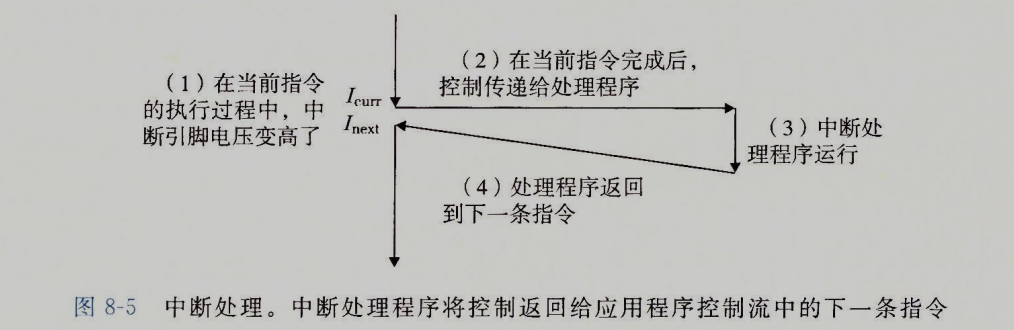 （1）在当前指令
的执行过程中，中
断引脚电压变高了
Icurr
Inext
（2）在当前指令完成后，
控制传递给处理程序
（3）中断处
理程序运行
（4）处理程序返回
到下一条指令
图 8-5 中断处理。中断处理程序将控制返回给应用程序控制流中的下一条指令